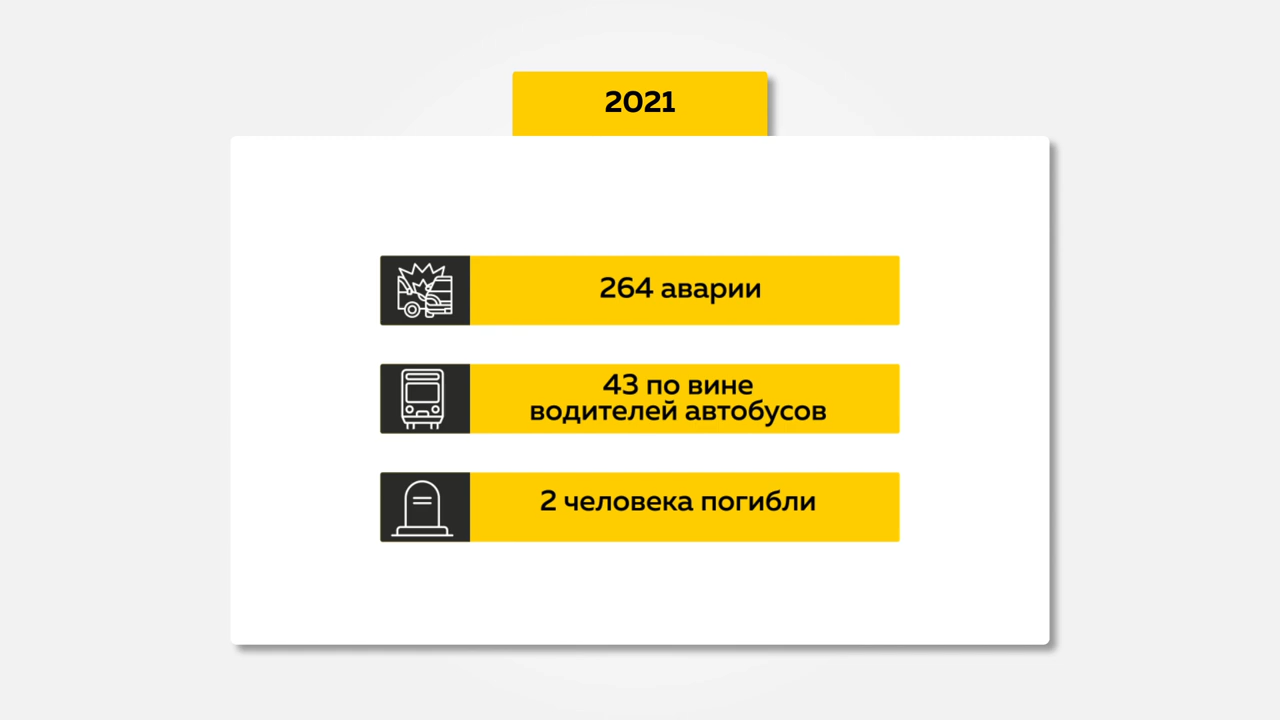 2021
264 аварии
43 по вине
водителей автобусов
2 человека погибли